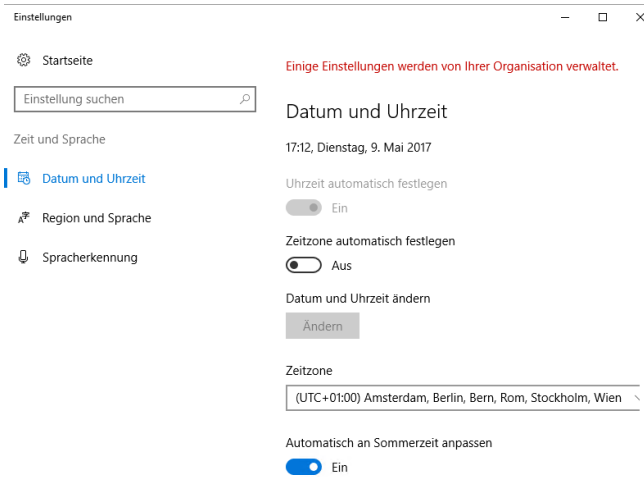 Einstellungen
Startseite
Einstellung suchen
Zeit und Sprache
Datum und Uhrzeit
Region und Sprache
Spracherkennung
Einige Einstellungen werden von Ihrer Organisation verwaltet.
Datum und Uhrzeit
17:12, Dienstag, 9. Mai 2017
Uhrzeit automatisch festlegen
Ein
Zeitzone automatisch festlegen
Aus
Datum und Uhrzeit ändern
Ändern
Zeitzone
(UTC+01:00) Amsterdam, Berlin, Bern, Rom, Stockholm, Wien
Automatisch an Sommerzeit anpassen
Ein